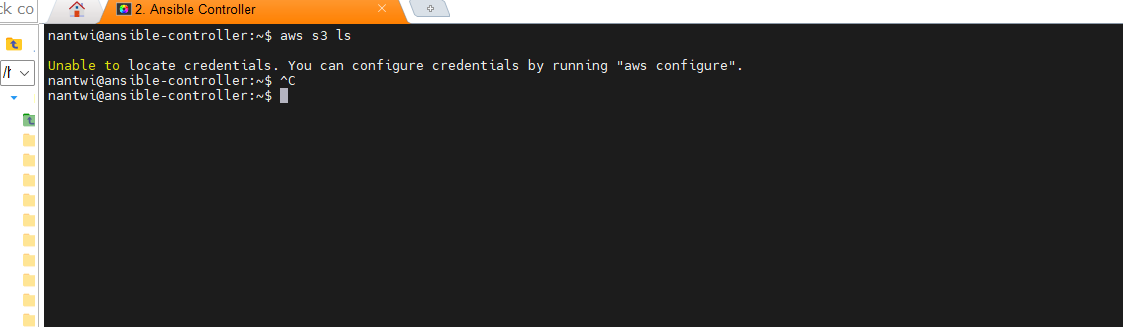 ck co
2. Ansible Controller
nantwi@ansible-controller:~$ aws s3 ls
Unable to locate credentials. You can configure credentials by running "aws configure".
nantwi@ansible-controller:~$ ^C
nantwi@ansible-controller:~$